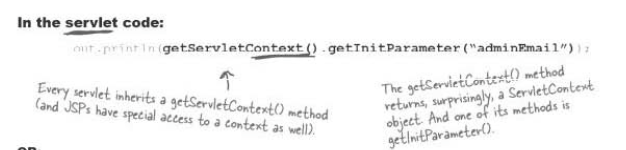 In the servlet code:
out.println(getServletContext().getInitParameter("adminEmail"));
Every servlet inherits a getServletContext() method
(and JSPs have special access to a context as well).
The getServletContext() method
returns, surprisingly, a ServletContext
object. And one of its methods is
getInitParameter().